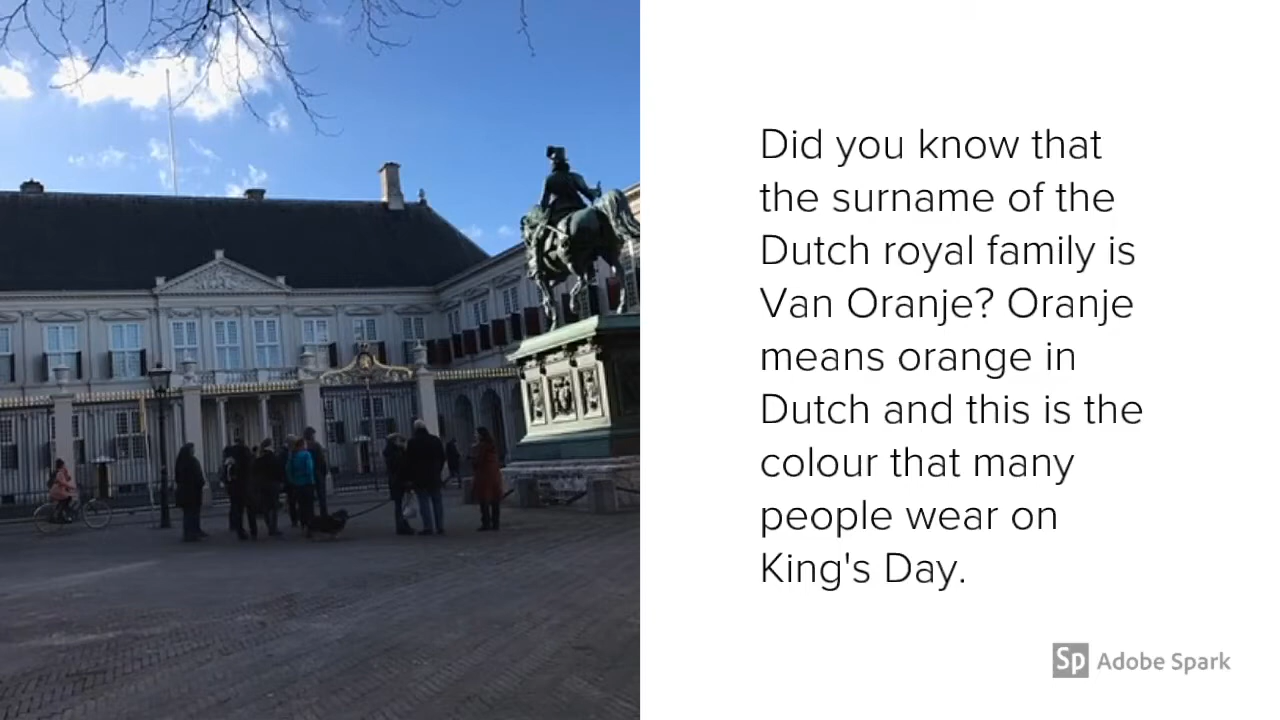 Did you know that
the surname of the
Dutch royal family is
Van Oranje? Oranje
means orange in
Dutch and this is the
colour that many
people wear on
King's Day.
Sp Adobe Spark